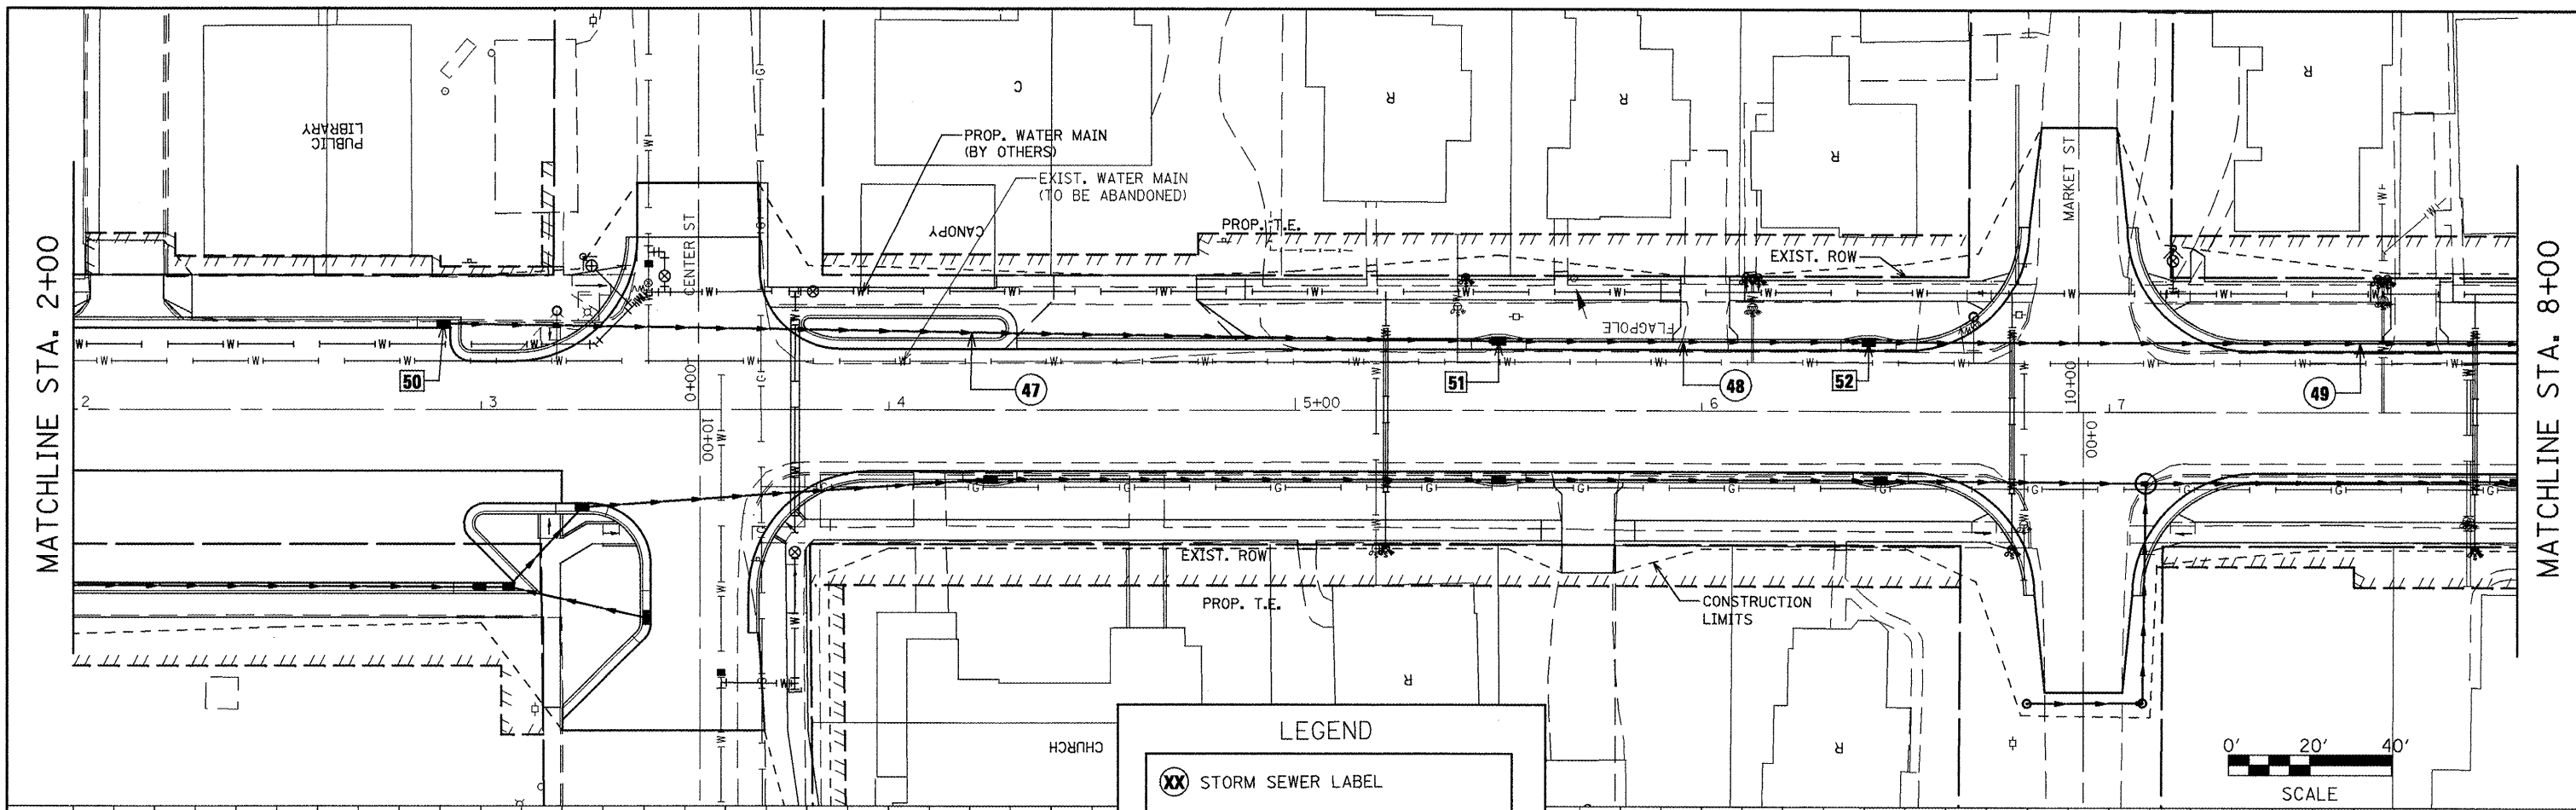 MATCHLINE STA. 2+00
PUBLIC
LIBRARY
PROP. WATER MAIN
(BY OTHERS)
EXIST. WATER MAIN
(TO BE ABANDONED)
C
CANOPY
CENTER ST
R
R
R
R
PROP. T.E.
EXIST. ROW
MARKET ST
FLAGPOLE
50
47
51
48
52
49
2
3
4
5+00
6
7
0+00
10+00
10+00
0+00
EXIST. ROW
PROP. T.E.
CONSTRUCTION
LIMITS
CHURCH
R
R
LEGEND
XX STORM SEWER LABEL
0' 20' 40'
SCALE
MATCHLINE STA. 8+00